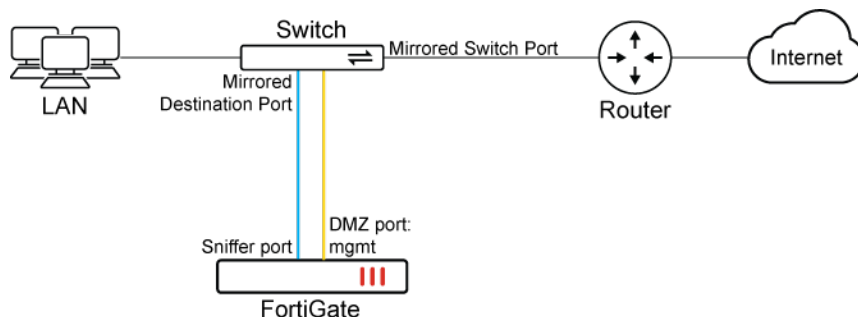 Switch
Mirrored Switch Port
Internet
Mirrored
Destination Port
LAN
Router
DMZ port:
Sniffer port
mgmt
FortiGate